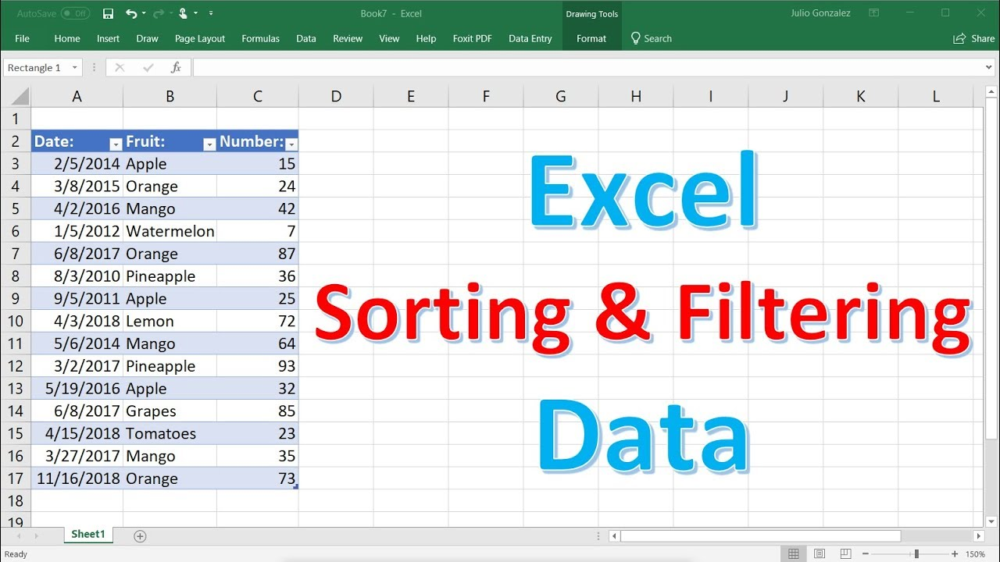 AutoSave Off Book7 - Excel Drawing Tools Julio Gonzalez
File Home Insert Draw Page Layout Formulas Data Review View Help Foxit PDF Data Entry Format Search Share
Rectangle 1 fx
A B C D E F G H I J K L
1
2 Date: Fruit: Number:
3 2/5/2014 Apple 15
4 3/8/2015 Orange 24
5 4/2/2016 Mango 42
6 1/5/2012 Watermelon 7
7 6/8/2017 Orange 87
8 8/3/2010 Pineapple 36
9 9/5/2011 Apple 25
10 4/3/2018 Lemon 72
11 5/6/2014 Mango 64
12 3/2/2017 Pineapple 93
13 5/19/2016 Apple 32
14 6/8/2017 Grapes 85
15 4/15/2018 Tomatoes 23
16 3/27/2017 Mango 35
17 11/16/2018 Orange 73
18
19
Excel
Sorting & Filtering
Data
Sheet1
Ready 150%